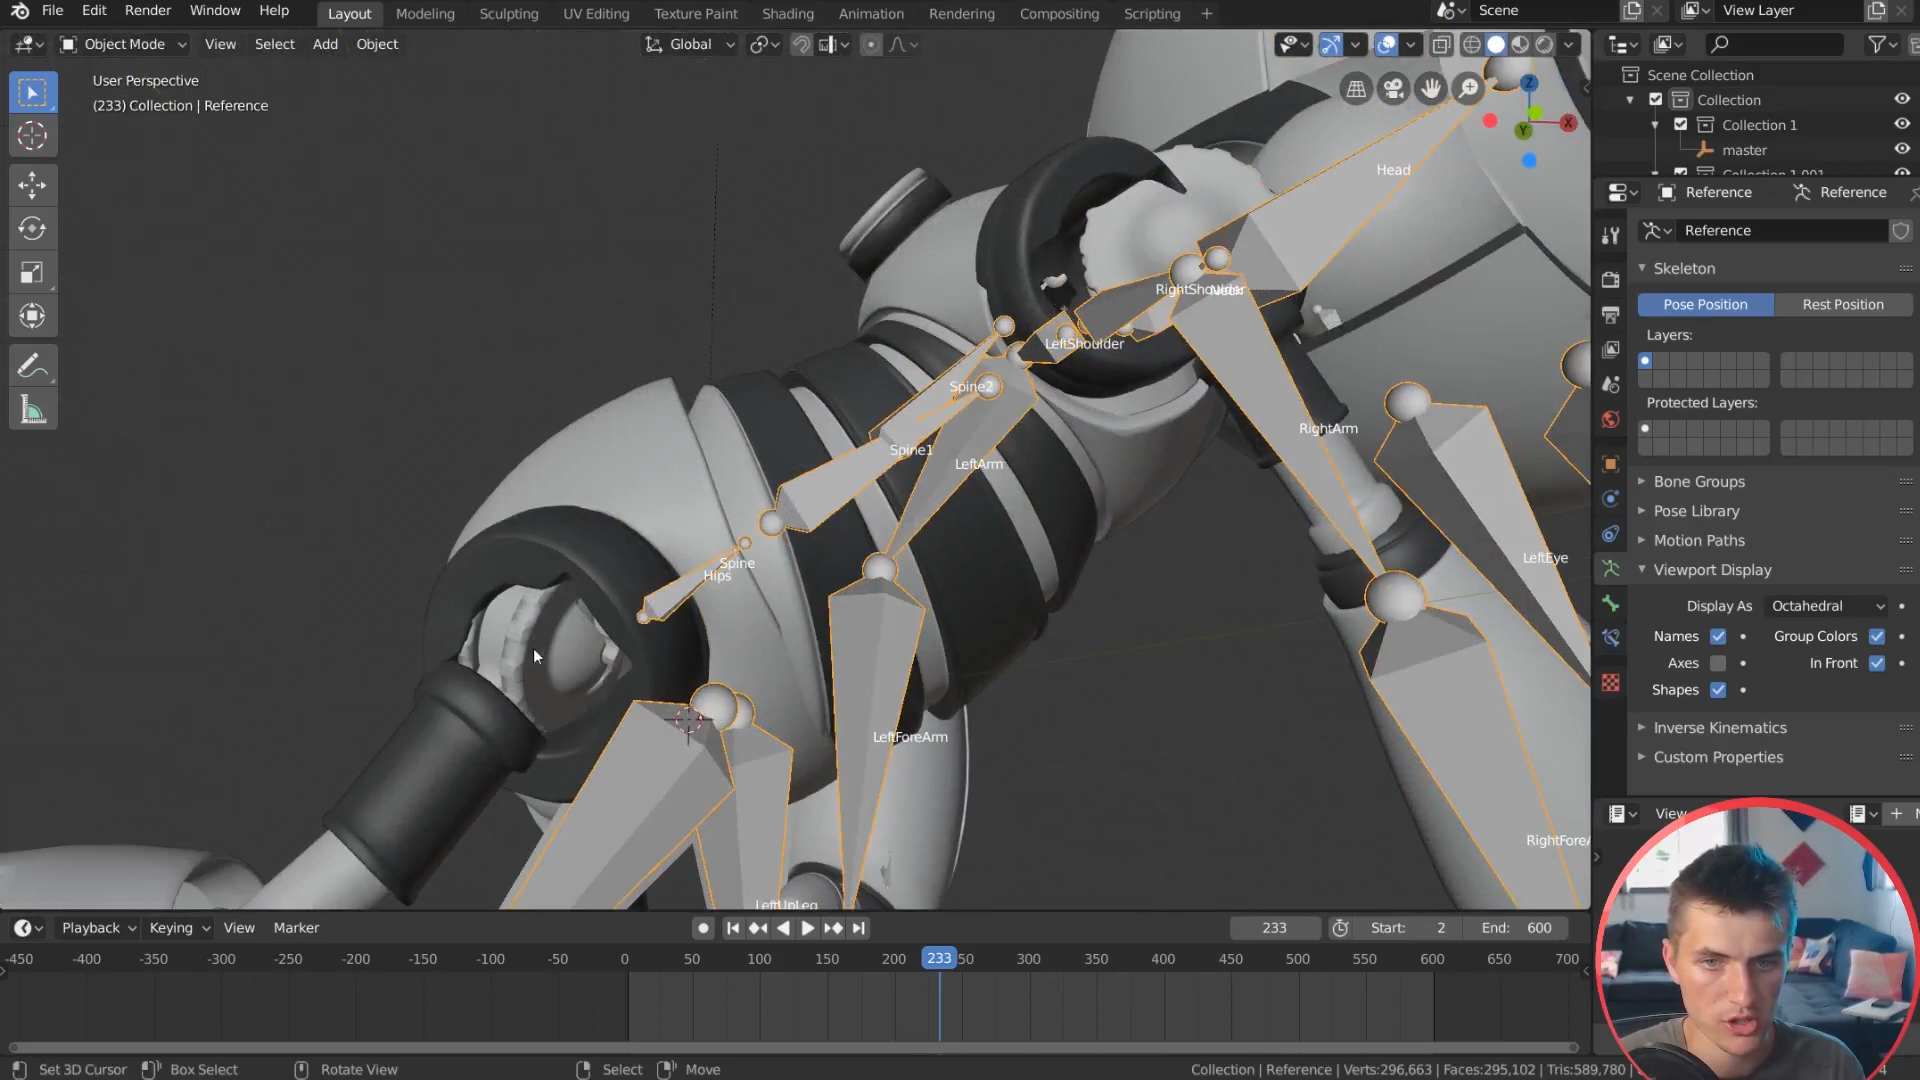 File Edit Render Window Help Layout Modeling Sculpting UV Editing Texture Paint Shading Animation Rendering Compositing Scripting + Scene View Layer
Object Mode View Select Add Object Global
User Perspective
(233) Collection | Reference
Z
X
Y
Head
RightShoulder
LeftShoulder
Spine2
RightArm
Spine1
LeftArm
LeftEye
Spine
Hips
LeftForeArm
RightForeA
LeftUpLeg
Scene Collection
Collection
Collection 1
master
Collection 1.001
Reference Reference
Reference
Skeleton
Pose Position Rest Position
Layers:
Protected Layers:
Bone Groups
Pose Library
Motion Paths
Viewport Display
Display As Octahedral
Names Group Colors
Axes In Front
Shapes
Inverse Kinematics
Custom Properties
View
Playback Keying View Marker 233 Start: 2 End: 600
-450 -400 -350 -300 -250 -200 -150 -100 -50 0 50 100 150 200 233 50 300 350 400 450 500 550 600 650 700
Set 3D Cursor Box Select Rotate View Select Move Collection | Reference | Verts:296,663 | Faces:295,102 | Tris:589,780 |